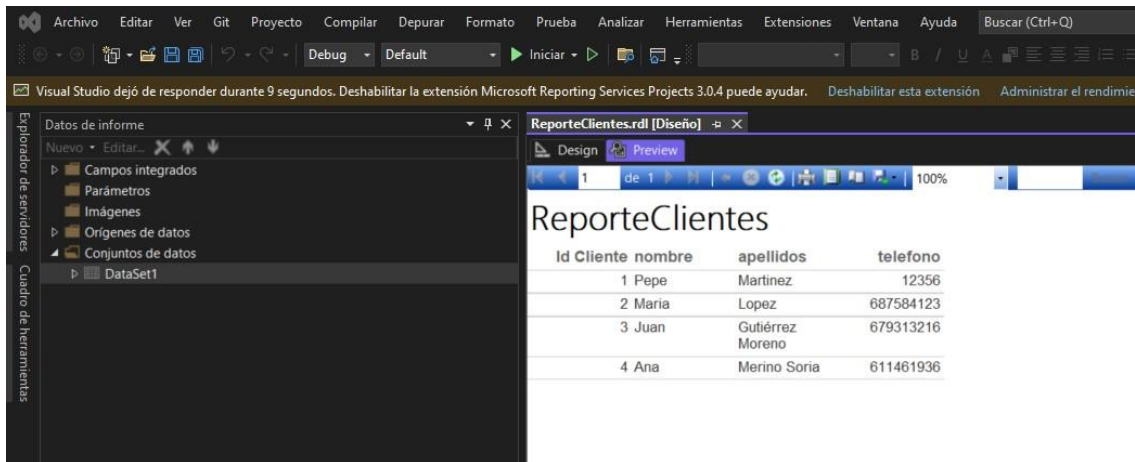 Archivo Editar Ver Git Proyecto Compilar Depurar Formato Prueba Analizar Herramientas Extensiones Ventana Ayuda Buscar (Ctrl+Q)
Debug Default Iniciar B I U A
Visual Studio dejó de responder durante 9 segundos. Deshabilitar la extensión Microsoft Reporting Services Projects 3.0.4 puede ayudar. Deshabilitar esta extensión Administrar el rendimie
Explorador de servidores
Cuadro de herramientas
Datos de informe
Nuevo Editar...
Campos integrados
Parámetros
Imágenes
Orígenes de datos
Conjuntos de datos
DataSet1
ReporteClientes.rdl [Diseño]
Design Preview
1 de 1 100%
ReporteClientes
Id Cliente nombre apellidos telefono
1 Pepe Martinez 12356
2 Maria Lopez 687584123
3 Juan Gutiérrez 679313216
Moreno
4 Ana Merino Soria 611461936